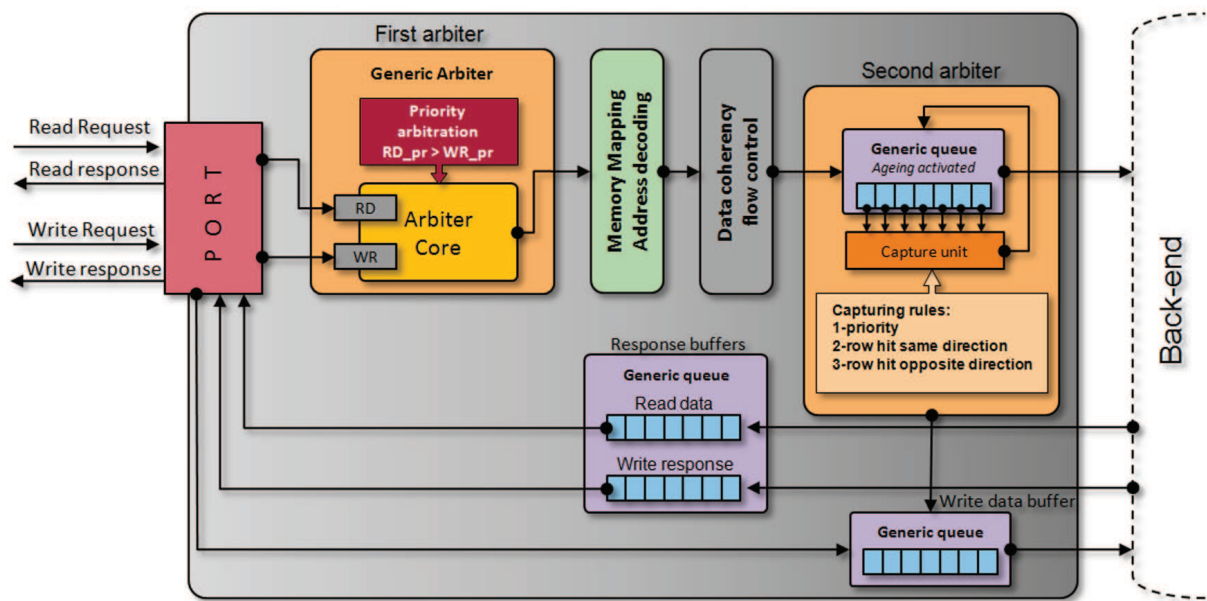 First arbiter
Generic Arbiter
Priority
arbitration
RD_pr > WR_pr
RD
WR
Arbiter
Core
Read Request
Read response
Write Request
Write response
PORT
Memory Mapping
Address decoding
Data coherency
flow control
Second arbiter
Generic queue
Ageing activated
Capture unit
Capturing rules:
1-priority
2-row hit same direction
3-row hit opposite direction
Back-end
Response buffers
Generic queue
Read data
Write response
Write data buffer
Generic queue